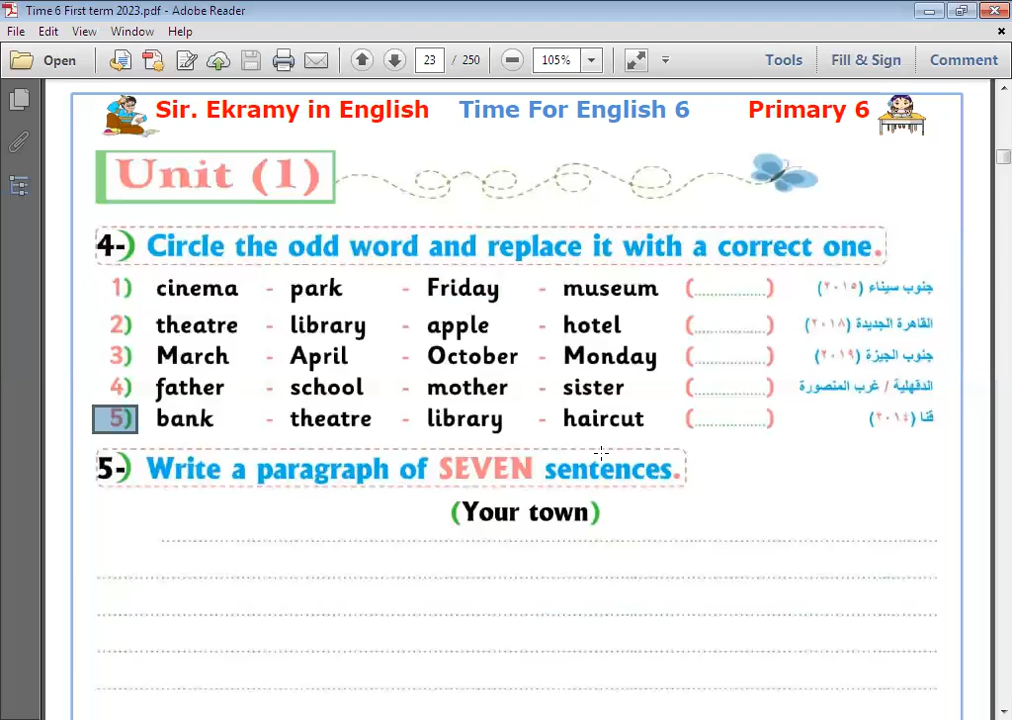 Time 6 First term 2023.pdf - Adobe Reader
File Edit View Window Help
Open 23 / 250 105% Tools Fill & Sign Comment
Sir. Ekramy in English Time For English 6 Primary 6
Unit (1)
4-) Circle the odd word and replace it with a correct one.
1) cinema - park - Friday - museum (..............) جنوب سيناء (٢٠١٥)
2) theatre - library - apple - hotel (..............) القاهرة الجديدة (٢٠١٨)
3) March - April - October - Monday (..............) جنوب الجيزة (٢٠١٩)
4) father - school - mother - sister (..............) الدقهلية / غرب المنصورة
5) bank - theatre - library - haircut (..............) قنا (٢٠١٤)
5-) Write a paragraph of SEVEN sentences.
(Your town)